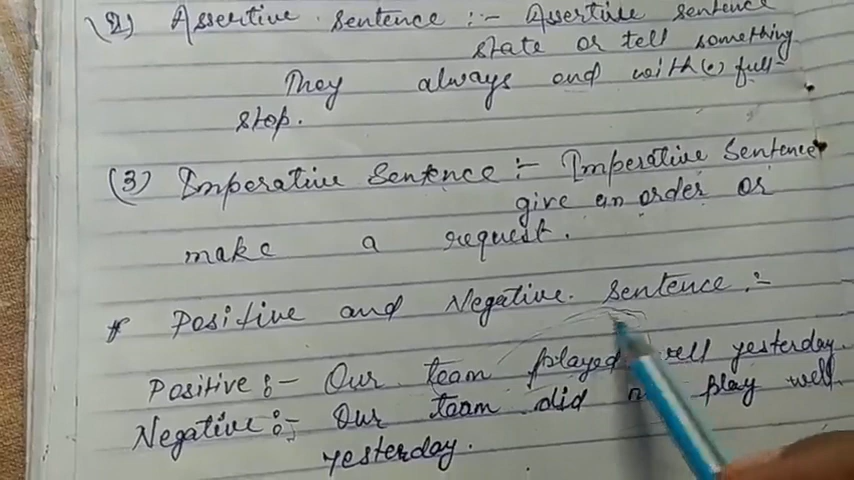 (2) Assertive sentence :- Assertive sentence
state or tell something
They always end with (.) full-
stop.
(3) Imperative Sentence :- Imperative Sentence
give an order or
make a request.
* Positive and Negative sentence :-
Positive :- Our team played well yesterday.
Negative :- Our team did play well
yesterday.